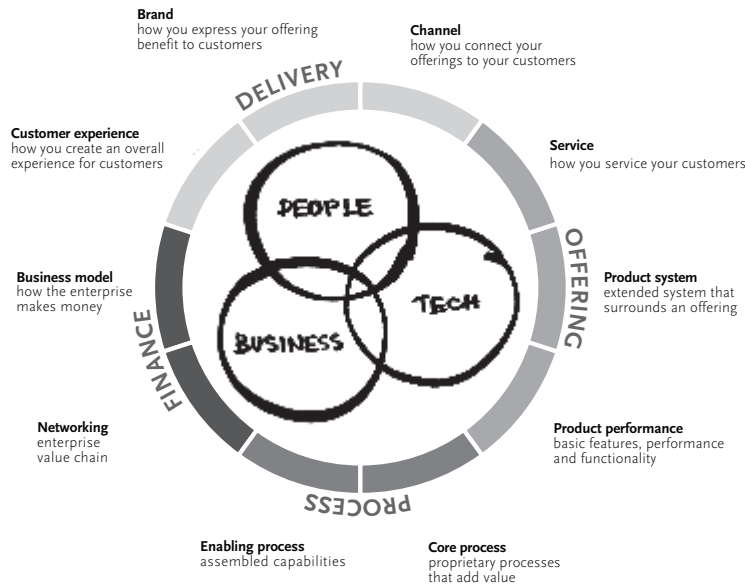 Brand
how you express your offering
benefit to customers
Channel
how you connect your
offerings to your customers
DELIVERY
Customer experience
how you create an overall
experience for customers
Service
how you service your customers
PEOPLE
OFFERING
Business model
how the enterprise
makes money
Product system
extended system that
surrounds an offering
TECH
BUSINESS
FINANCE
Networking
enterprise
value chain
Product performance
basic features, performance
and functionality
PROCESS
Enabling process
assembled capabilities
Core process
proprietary processes
that add value